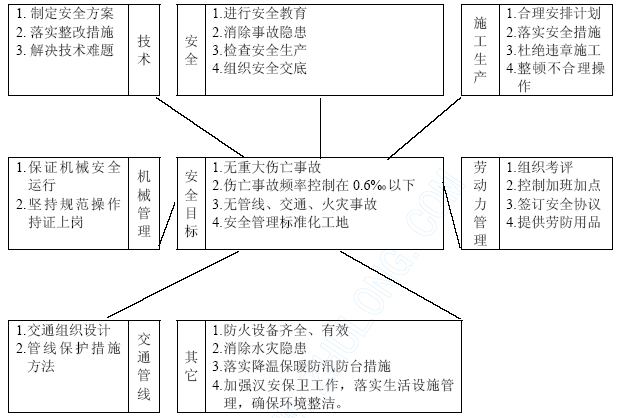 1. 制定安全方案
2. 落实整改措施
3. 解决技术难题
技术
安全
1.进行安全教育
2.消除事故隐患
3.检查安全生产
4.组织安全交底
施工生产
1.合理安排计划
2.落实安全措施
3.杜绝违章施工
4.整顿不合理操
作
1.保证机械安全
运行
2.坚持规范操作
持证上岗
机械管理
安全目标
1.无重大伤亡事故
2.伤亡事故频率控制在 0.6‰以下
3.无管线、交通、火灾事故
4.安全管理标准化工地
劳动力管理
1.组织考评
2.控制加班加点
3.签订安全协议
4.提供劳防用品
1.交通组织设计
2.管线保护措施
方法
交通管线
其它
1.防火设备齐全、有效
2.消除水灾隐患
3.落实降温保暖防汛防台措施
4.加强汉安保卫工作，落实生活设施管
理，确保环境整洁。